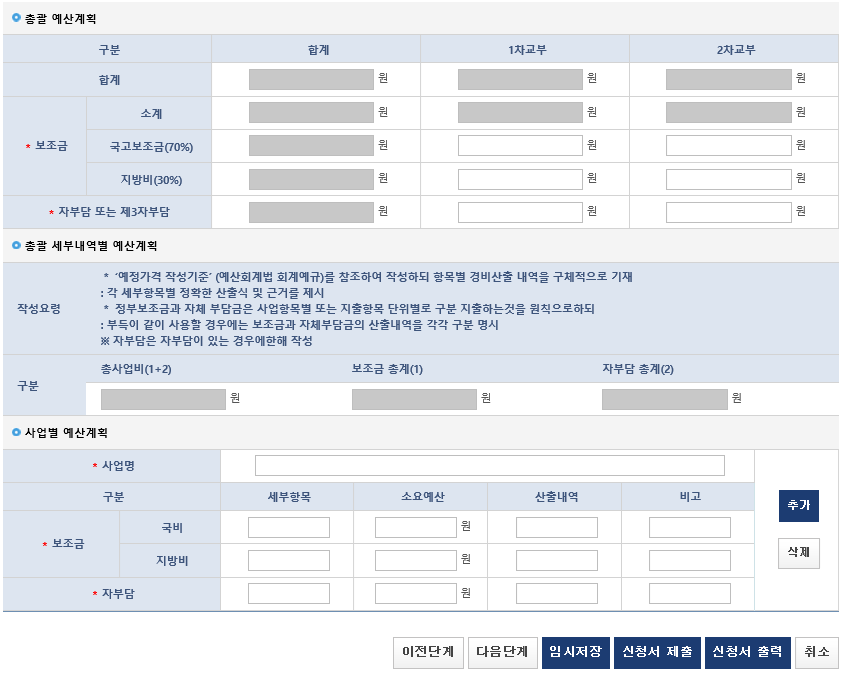 총괄 예산계획
구분 합계 1차교부 2차교부
합계 원 원 원
* 보조금 소계 원 원 원
국고보조금(70%) 원 원 원
지방비(30%) 원 원 원
* 자부담 또는 제3자부담 원 원 원
총괄 세부내역별 예산계획
작성요령
* ‘예정가격 작성기준’ (예산회계법 회계예규)를 참조하여 작성하되 항목별 경비산출 내역을 구체적으로 기재
: 각 세부항목별 정확한 산출식 및 근거를 제시
* 정부보조금과 자체 부담금은 사업항목별 또는 지출항목 단위별로 구분 지출하는것을 원칙으로하되
: 부득이 같이 사용할 경우에는 보조금과 자체부담금의 산출내역을 각각 구분 명시
※ 자부담은 자부담이 있는 경우에한해 작성
구분 총사업비(1+2) 보조금 총계(1) 자부담 총계(2)
원 원 원
사업별 예산계획
* 사업명
구분 세부항목 소요예산 산출내역 비고
* 보조금 국비 원
지방비 원
* 자부담 원
추가
삭제
이전단계 다음단계 임시저장 신청서 제출 신청서 출력 취소